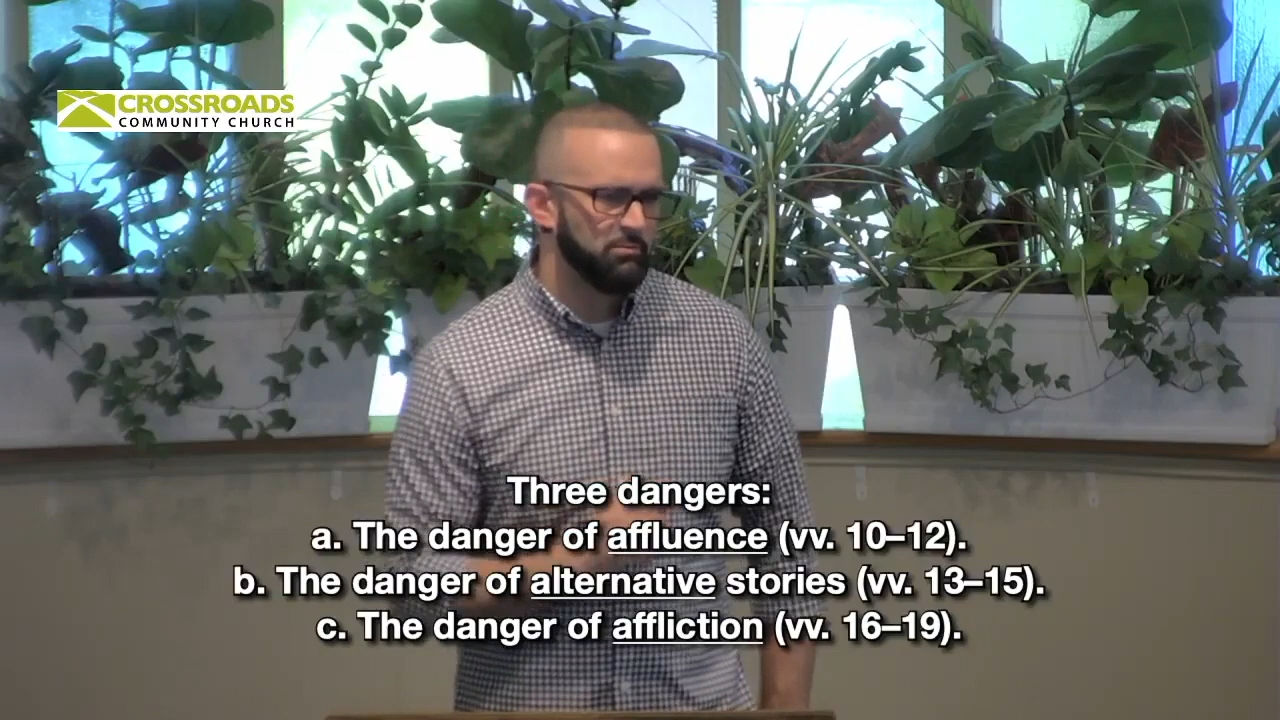 CROSSROADS
COMMUNITY CHURCH
Three dangers:
a. The danger of affluence (vv. 10–12).
b. The danger of alternative stories (vv. 13–15).
c. The danger of affliction (vv. 16–19).